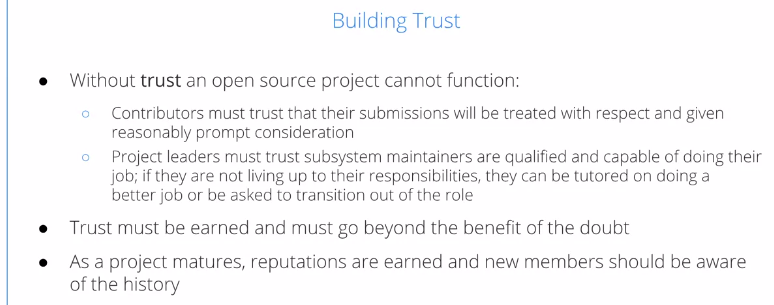 Building Trust
● Without trust an open source project cannot function:
○ Contributors must trust that their submissions will be treated with respect and given
reasonably prompt consideration
○ Project leaders must trust subsystem maintainers are qualified and capable of doing their
job; if they are not living up to their responsibilities, they can be tutored on doing a
better job or be asked to transition out of the role
● Trust must be earned and must go beyond the benefit of the doubt
● As a project matures, reputations are earned and new members should be aware
of the history